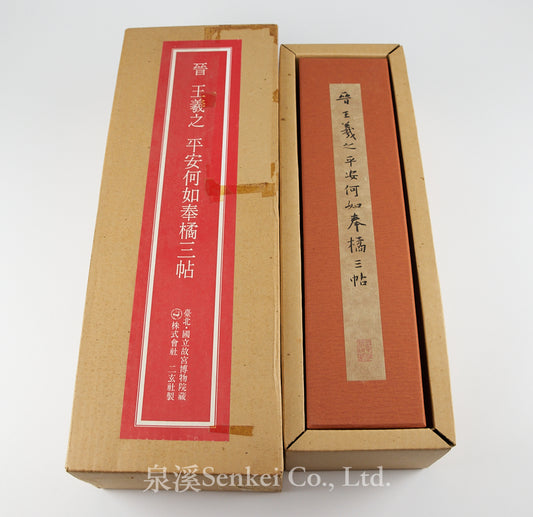 晉 王羲之 平安何如奉橘三帖
臺北・國立故宮博物院藏
株式會社 二玄社製
晉王羲之平安何如奉橘三帖
泉溪Senkei Co., Ltd.